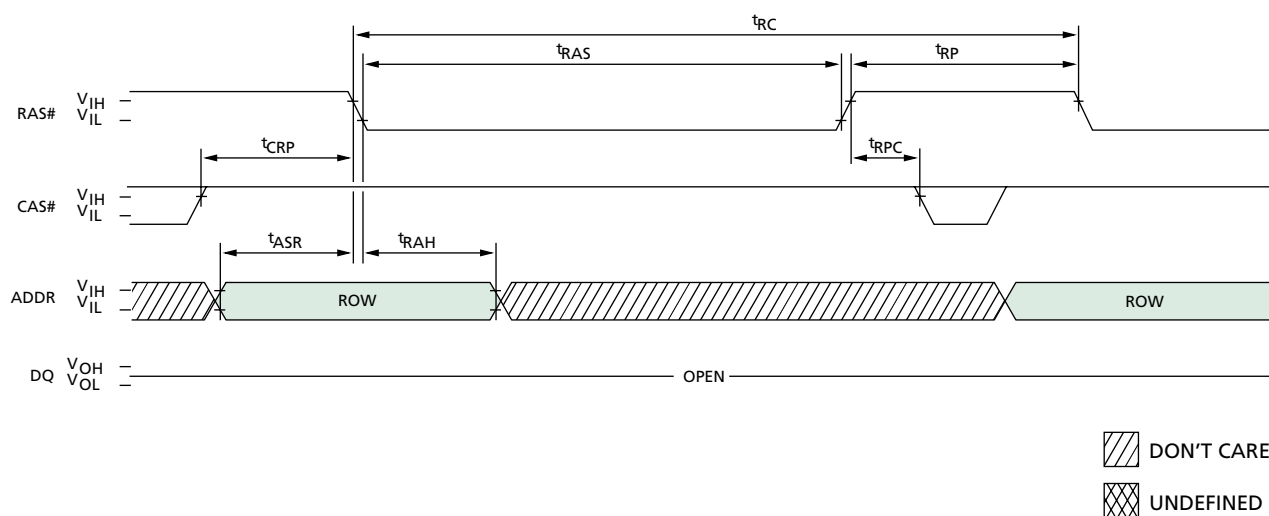 tRC
tRAS
tRP
RAS#
VIH
VIL
tCRP
tRPC
CAS#
VIH
VIL
tASR
tRAH
ADDR
VIH
VIL
ROW
ROW
DQ
VOH
VOL
OPEN
DON'T CARE
UNDEFINED